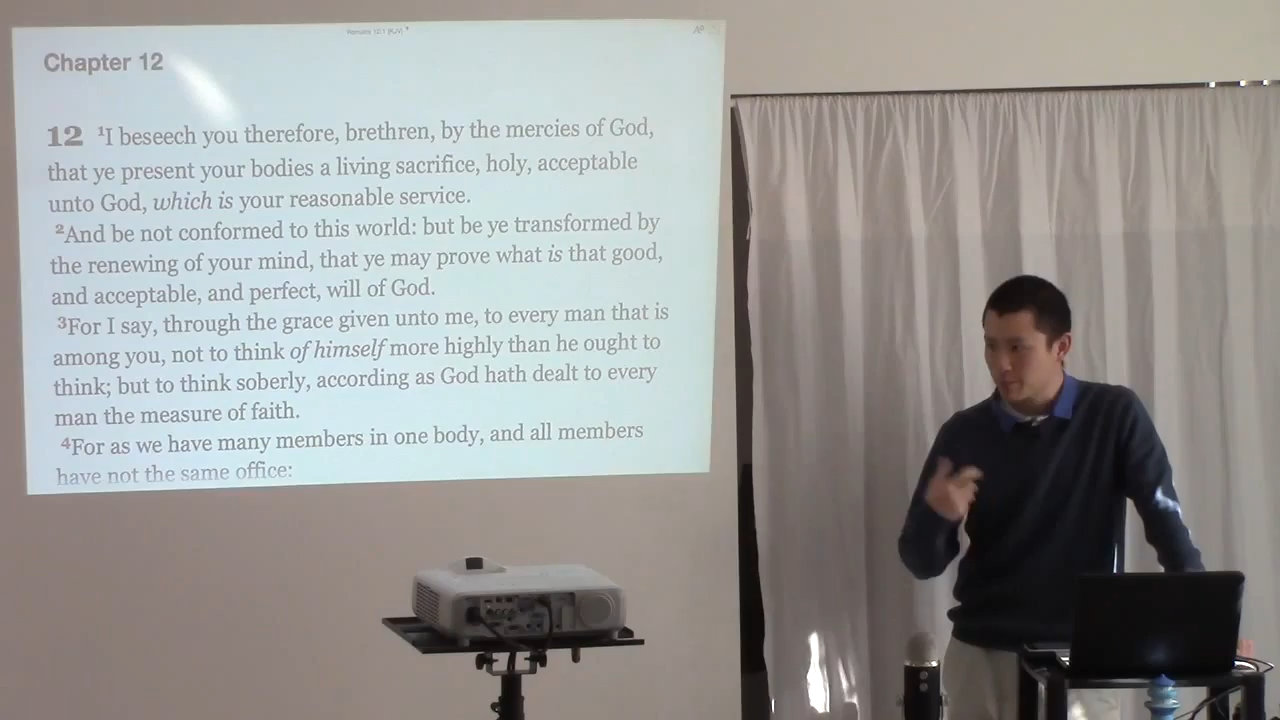 Romans 12:1 (KJV)
Chapter 12
12 ¹I beseech you therefore, brethren, by the mercies of God,
that ye present your bodies a living sacrifice, holy, acceptable
unto God, which is your reasonable service.
²And be not conformed to this world: but be ye transformed by
the renewing of your mind, that ye may prove what is that good,
and acceptable, and perfect, will of God.
³For I say, through the grace given unto me, to every man that is
among you, not to think of himself more highly than he ought to
think; but to think soberly, according as God hath dealt to every
man the measure of faith.
⁴For as we have many members in one body, and all members
have not the same office: